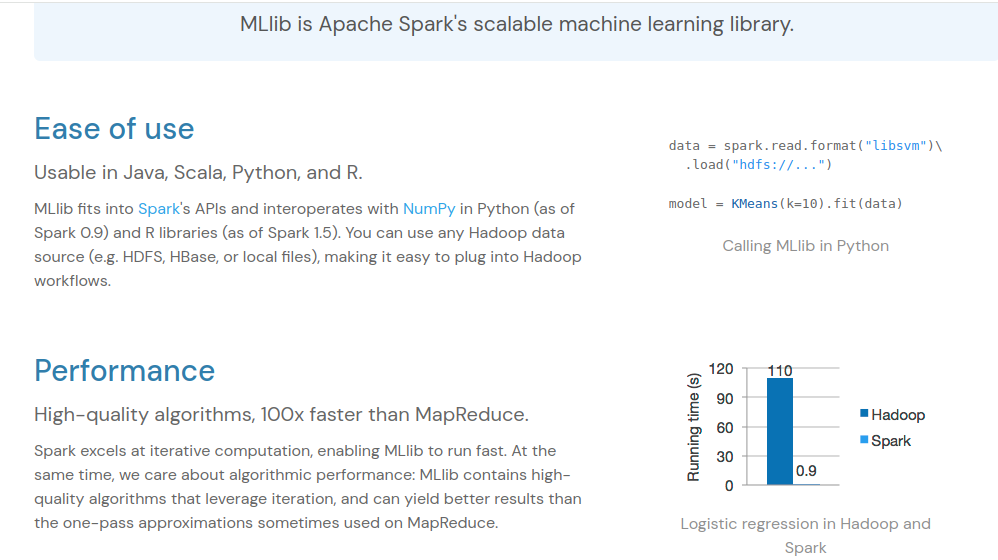 MLlib is Apache Spark's scalable machine learning library.
Ease of use
Usable in Java, Scala, Python, and R.
MLlib fits into Spark's APIs and interoperates with NumPy in Python (as of
Spark 0.9) and R libraries (as of Spark 1.5). You can use any Hadoop data
source (e.g. HDFS, HBase, or local files), making it easy to plug into Hadoop
workflows.
data = spark.read.format("libsvm")\
  .load("hdfs://...")
model = KMeans(k=10).fit(data)
Calling MLlib in Python
Performance
High-quality algorithms, 100x faster than MapReduce.
Spark excels at iterative computation, enabling MLlib to run fast. At the
same time, we care about algorithmic performance: MLlib contains high-
quality algorithms that leverage iteration, and can yield better results than
the one-pass approximations sometimes used on MapReduce.
Running time (s)
120
90
60
30
0
110
0.9
Hadoop
Spark
Logistic regression in Hadoop and
Spark